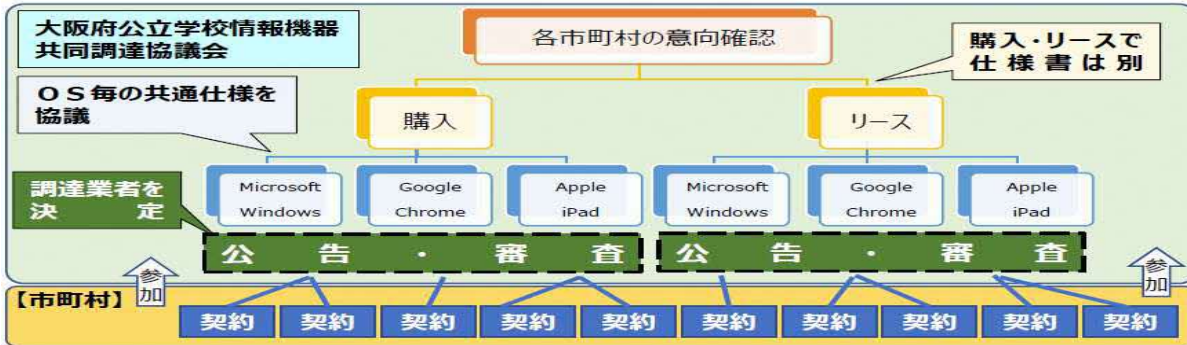 大阪府公立学校情報機器
共同調達協議会
各市町村の意向確認
購入・リースで
仕様書は別
OS毎の共通仕様を
協議
購入
リース
Microsoft
Windows
Google
Chrome
Apple
iPad
Microsoft
Windows
Google
Chrome
Apple
iPad
調達業者を
決定
公告・審査
公告・審査
参加
参加
【市町村】
契約
契約
契約
契約
契約
契約
契約
契約
契約
契約